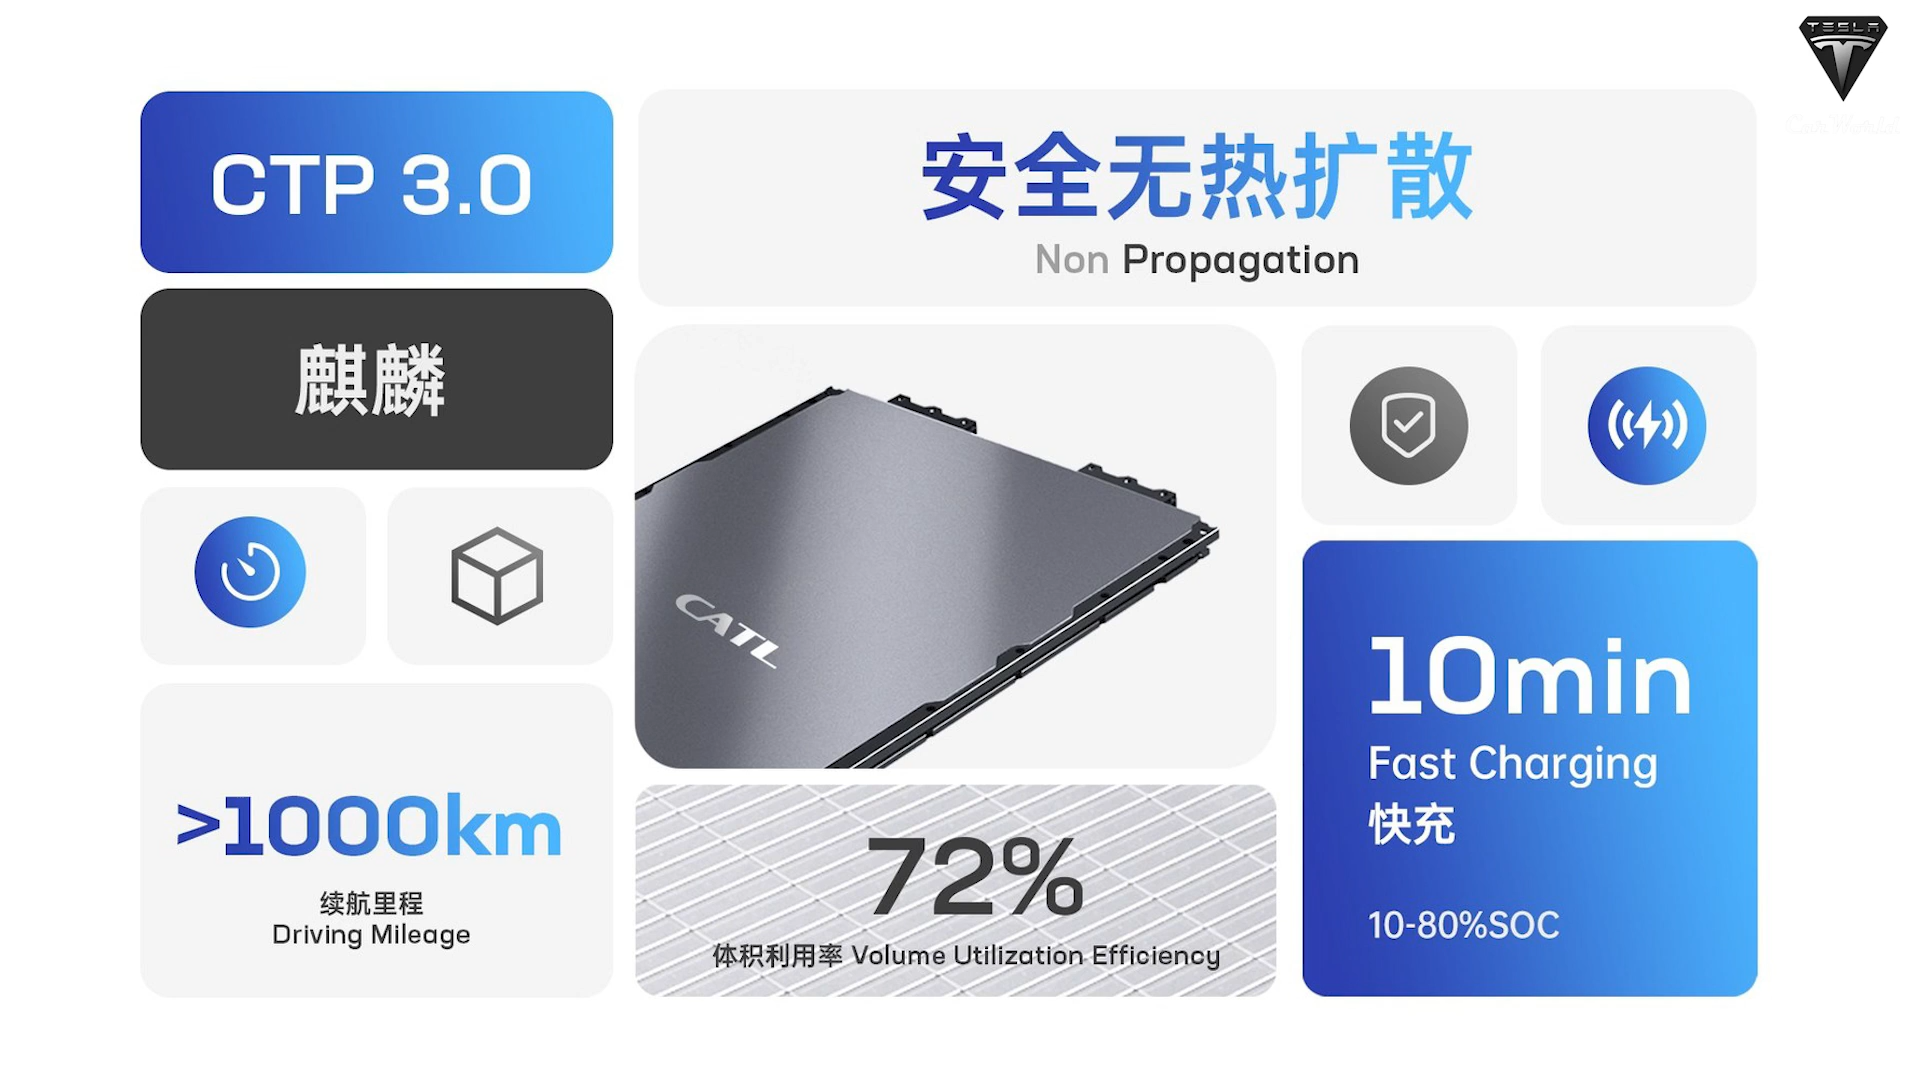 TESLA
CTP 3.0
安全无热扩散
Non Propagation
麒麟
CATL
>1000km
续航里程
Driving Mileage
72%
体积利用率 Volume Utilization Efficiency
10min
Fast Charging
快充
10-80%SOC